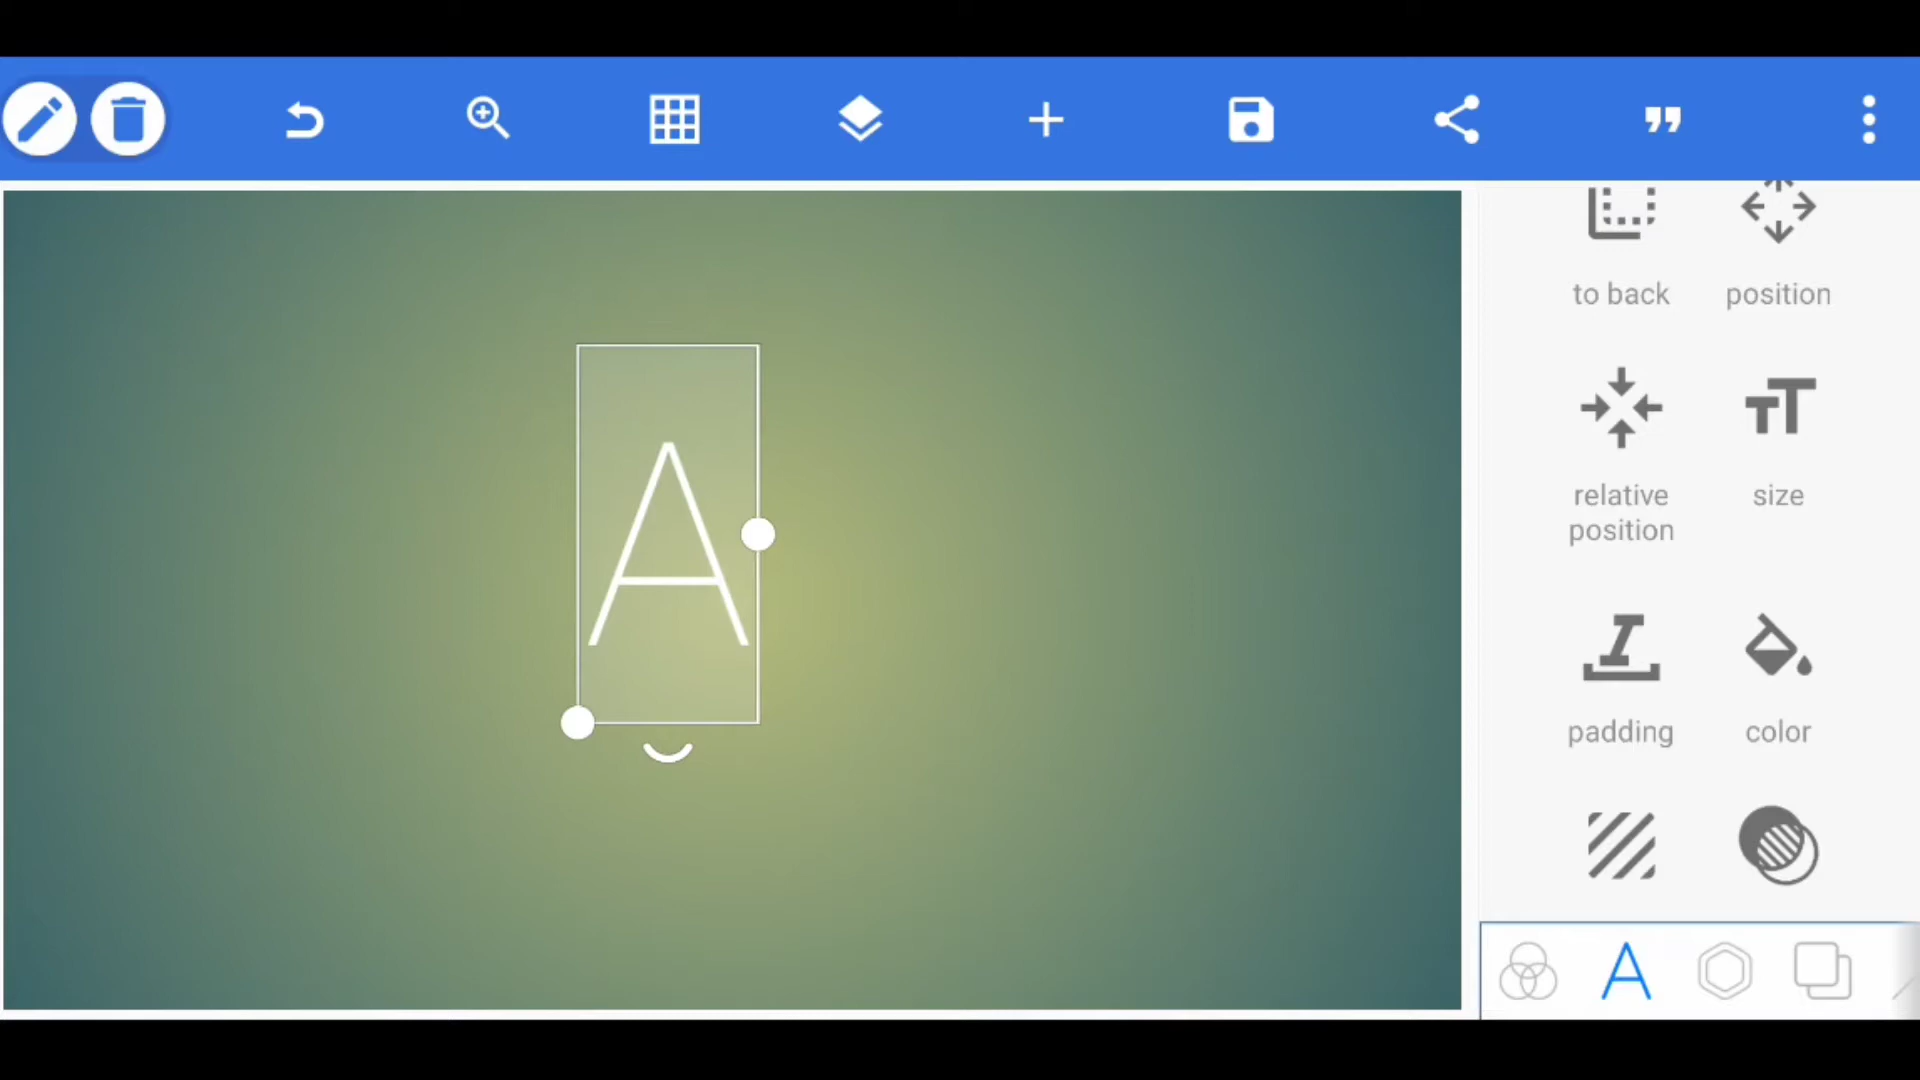 to back
position
A
relative
position
size
padding
color
A